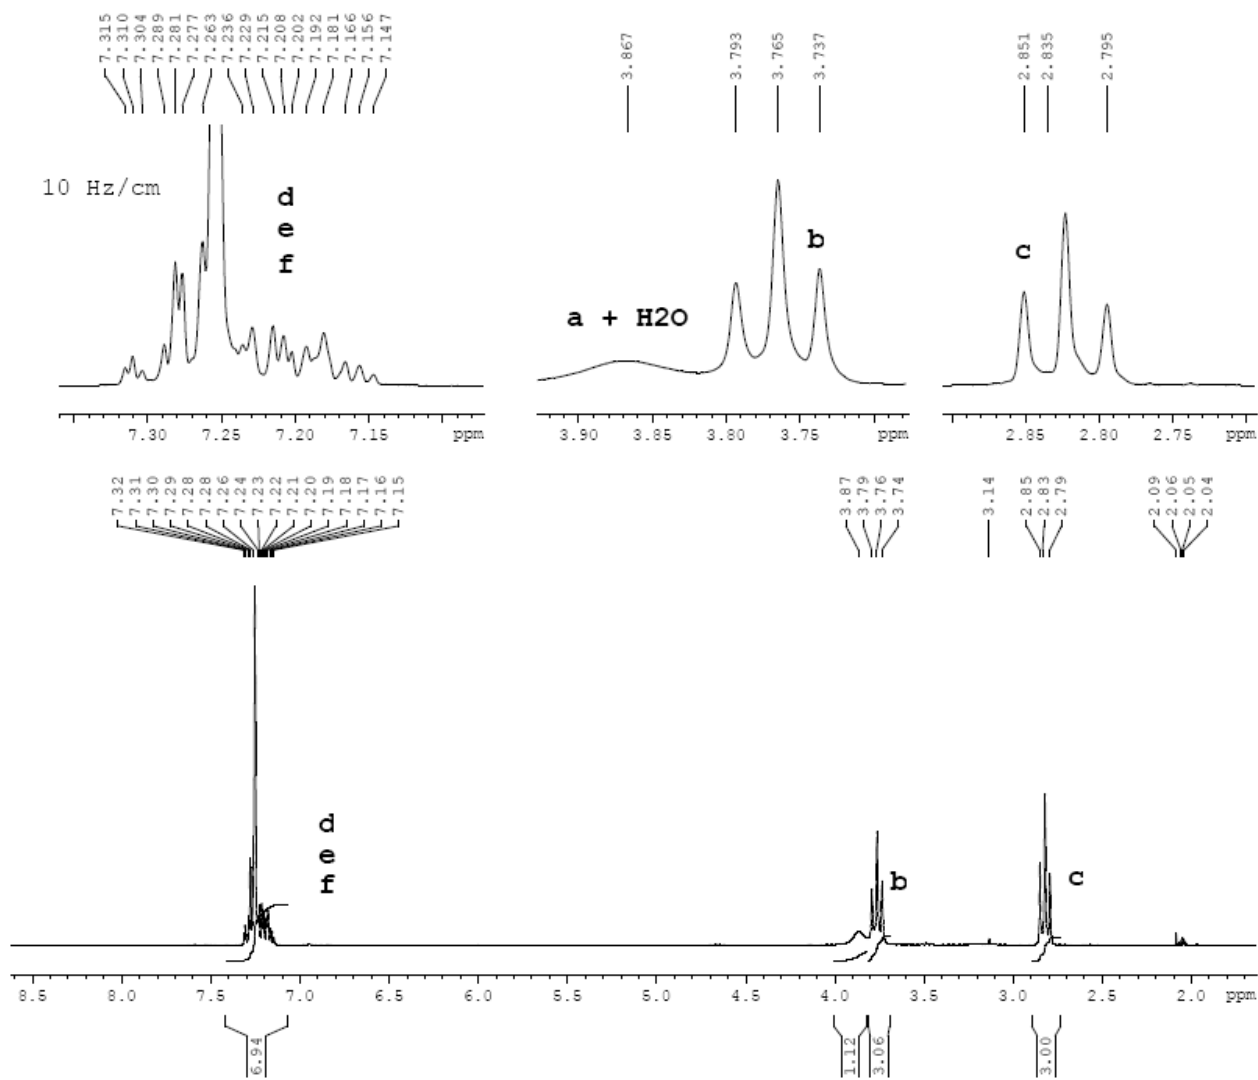 7.315 7.310 7.304 7.289 7.281 7.277 7.263 7.236 7.229 7.215 7.208 7.202 7.192 7.181 7.166 7.156 7.147
3.867 3.793 3.765 3.737
2.851 2.835 2.795
10 Hz/cm
d
e
f
a + H2O
b
c
7.30 7.25 7.20 7.15 ppm
3.90 3.85 3.80 3.75 ppm
2.85 2.80 2.75 ppm
7.32 7.31 7.30 7.29 7.28 7.28 7.26 7.24 7.23 7.22 7.21 7.20 7.19 7.18 7.17 7.16 7.15
3.87 3.79 3.76 3.74
3.14
2.85 2.83 2.79
2.09 2.06 2.05 2.04
d
e
f
b
c
8.5 8.0 7.5 7.0 6.5 6.0 5.5 5.0 4.5 4.0 3.5 3.0 2.5 2.0 ppm
6.94 1.12 3.06 3.00